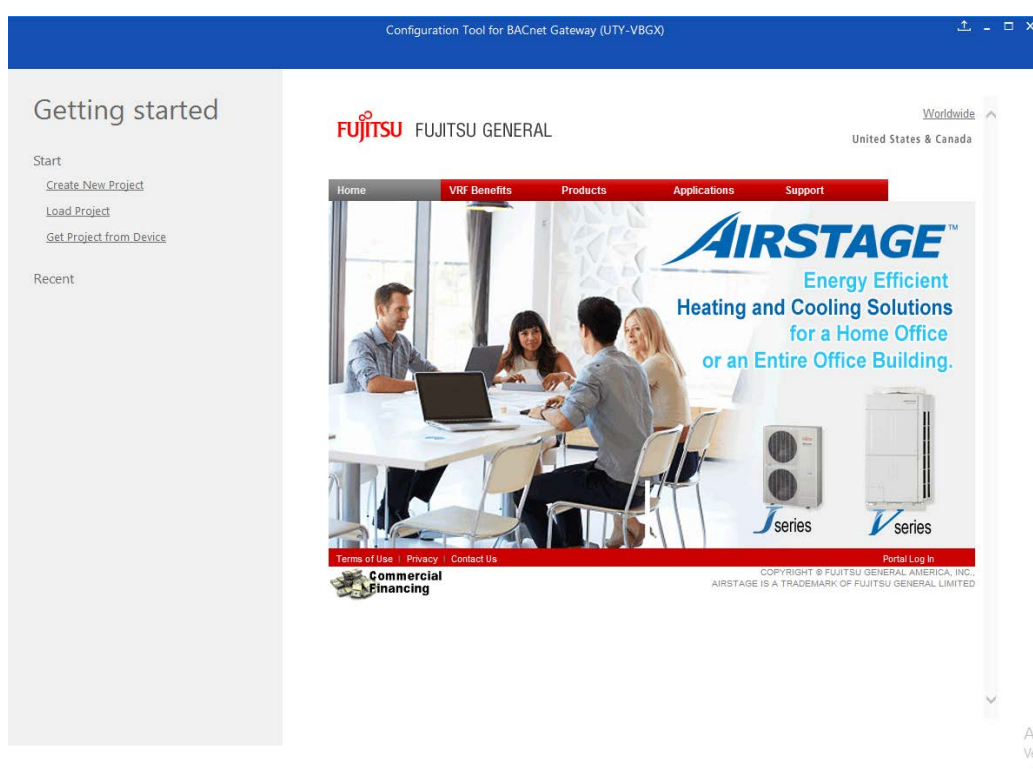 Configuration Tool for BACnet Gateway (UTY-VBGX)
Getting started
Start
Create New Project
Load Project
Get Project from Device
Recent
FUJITSU FUJITSU GENERAL
Worldwide
United States & Canada
Home VRF Benefits Products Applications Support
AIRSTAGE™
Energy Efficient
Heating and Cooling Solutions
for a Home Office
or an Entire Office Building.
J series V series
Terms of Use | Privacy | Contact Us Portal Log In
Commercial
Financing
COPYRIGHT © FUJITSU GENERAL AMERICA, INC.,
AIRSTAGE IS A TRADEMARK OF FUJITSU GENERAL LIMITED